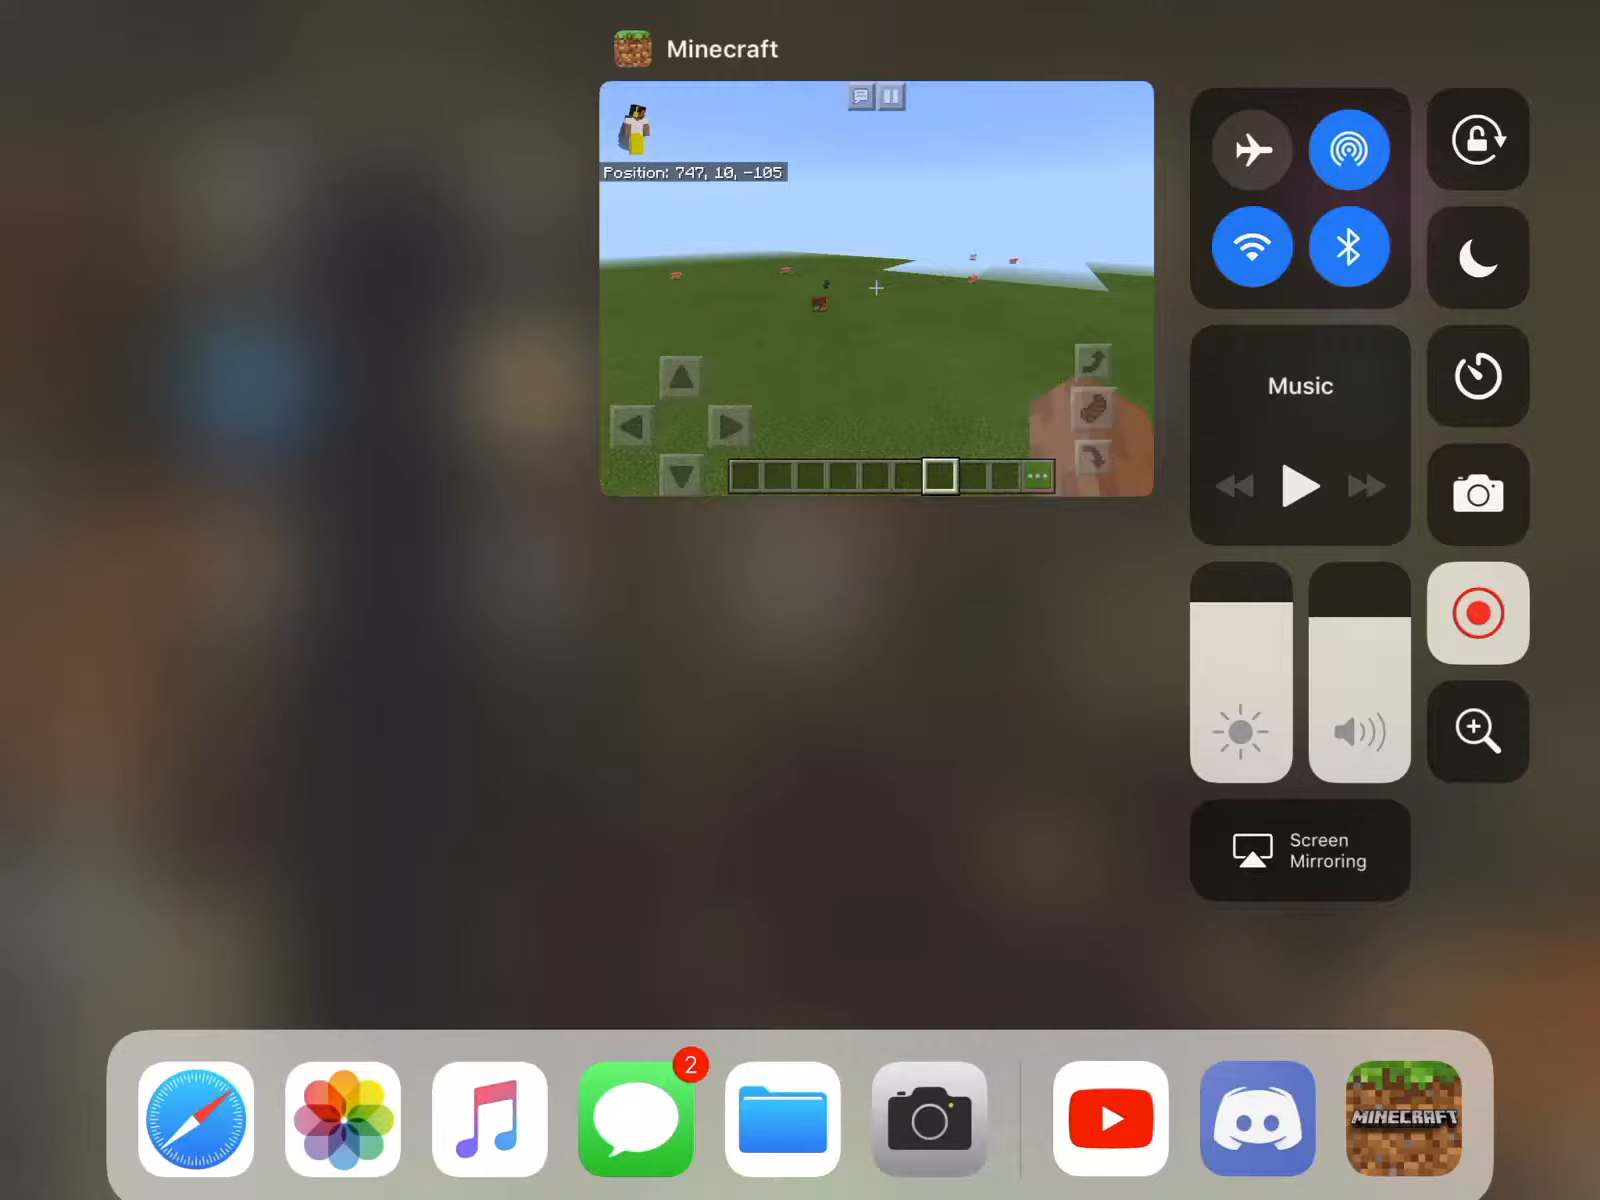 Minecraft
Position: 747, 10, -105
Music
Screen
Mirroring
2
MINECRAFT